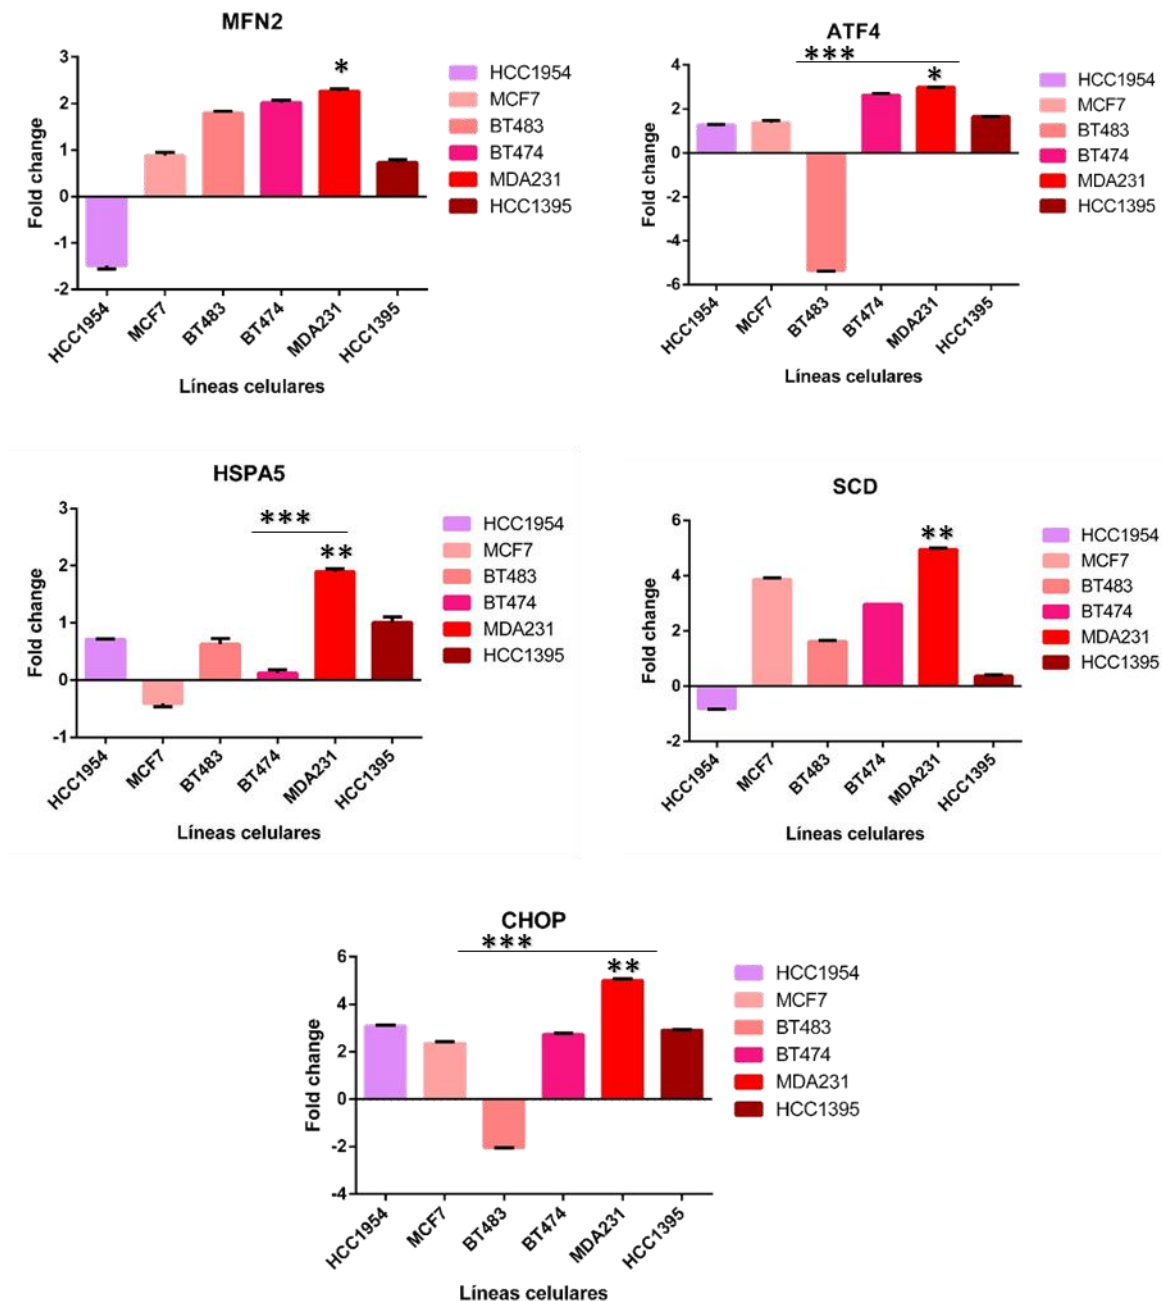 MFN2
***
*
3
2
1
0
-1
-2
Fold change
HCC1954
MCF7
BT483
BT474
MDA231
HCC1395
Líneas celulares
HCC1954
MCF7
BT483
BT474
MDA231
HCC1395
ATF4
***
*
4
2
0
-2
-4
-6
Fold change
HCC1954
MCF7
BT483
BT474
MDA231
HCC1395
Líneas celulares
HCC1954
MCF7
BT483
BT474
MDA231
HCC1395
HSPA5
***
**
3
2
1
0
-1
Fold change
HCC1954
MCF7
BT483
BT474
MDA231
HCC1395
Líneas celulares
HCC1954
MCF7
BT483
BT474
MDA231
HCC1395
SCD
**
6
4
2
0
-2
Fold change
HCC1954
MCF7
BT483
BT474
MDA231
HCC1395
Líneas celulares
HCC1954
MCF7
BT483
BT474
MDA231
HCC1395
CHOP
***
**
6
4
2
0
-2
-4
Fold change
HCC1954
MCF7
BT483
BT474
MDA231
HCC1395
Líneas celulares
HCC1954
MCF7
BT483
BT474
MDA231
HCC1395